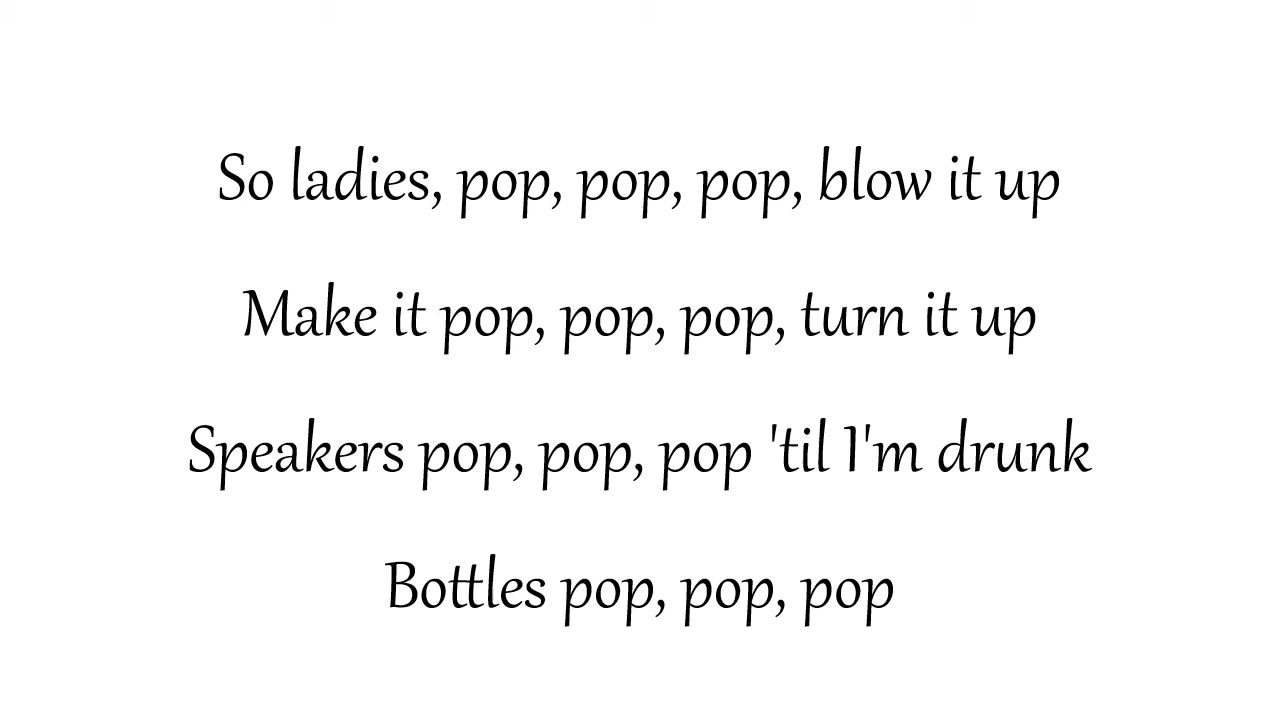 So ladies, pop, pop, pop, blow it up
Make it pop, pop, pop, turn it up
Speakers pop, pop, pop 'til I'm drunk
Bottles pop, pop, pop